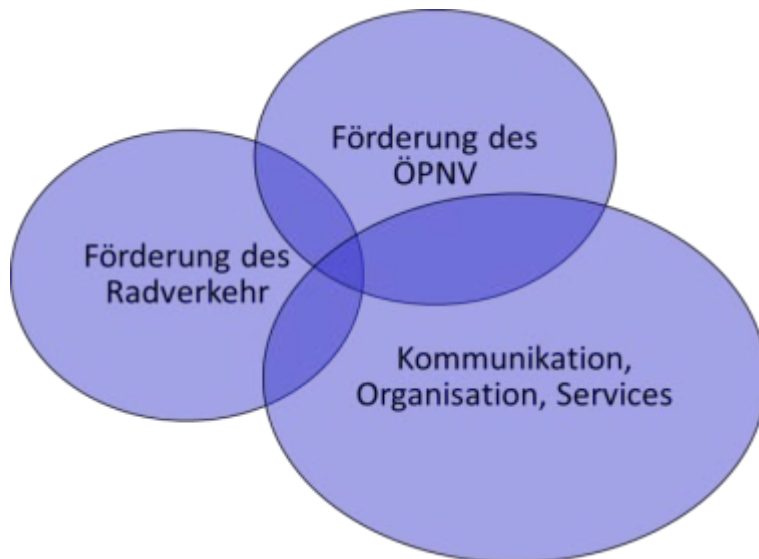 Förderung des
ÖPNV
Förderung des
Radverkehr
Kommunikation,
Organisation, Services